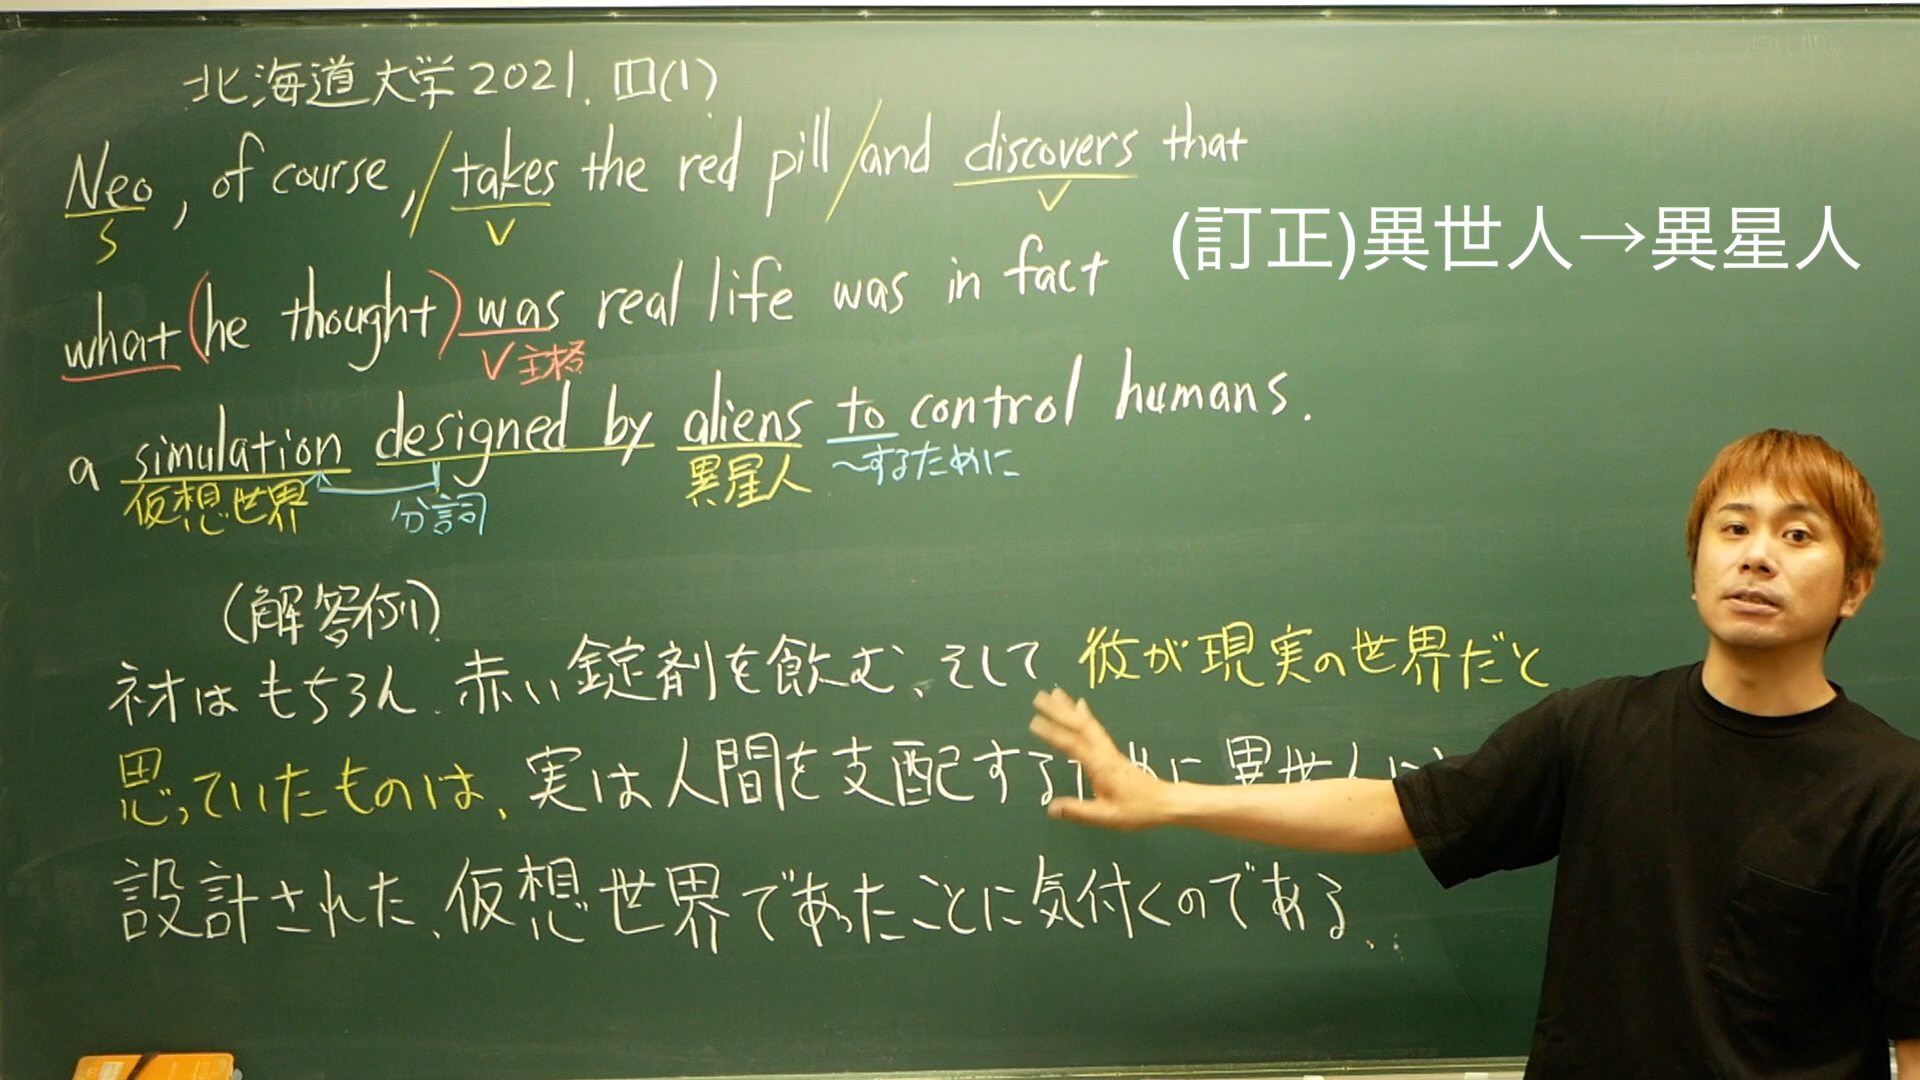 北海道大学2021. 四(1)
Neo, of course, / takes the red pill / and discovers that
S V V
(訂正)異世人→異星人
what (he thought) was real life was in fact
V 主格
a simulation designed by aliens to control humans.
仮想世界 分詞 異星人 ~するために
(解答例)
ネオはもちろん、赤い錠剤を飲む、そして、彼が現実の世界だと
思っていたものは、実は人間を支配する めに異世人に
設計された、仮想世界であったことに気付くのである。